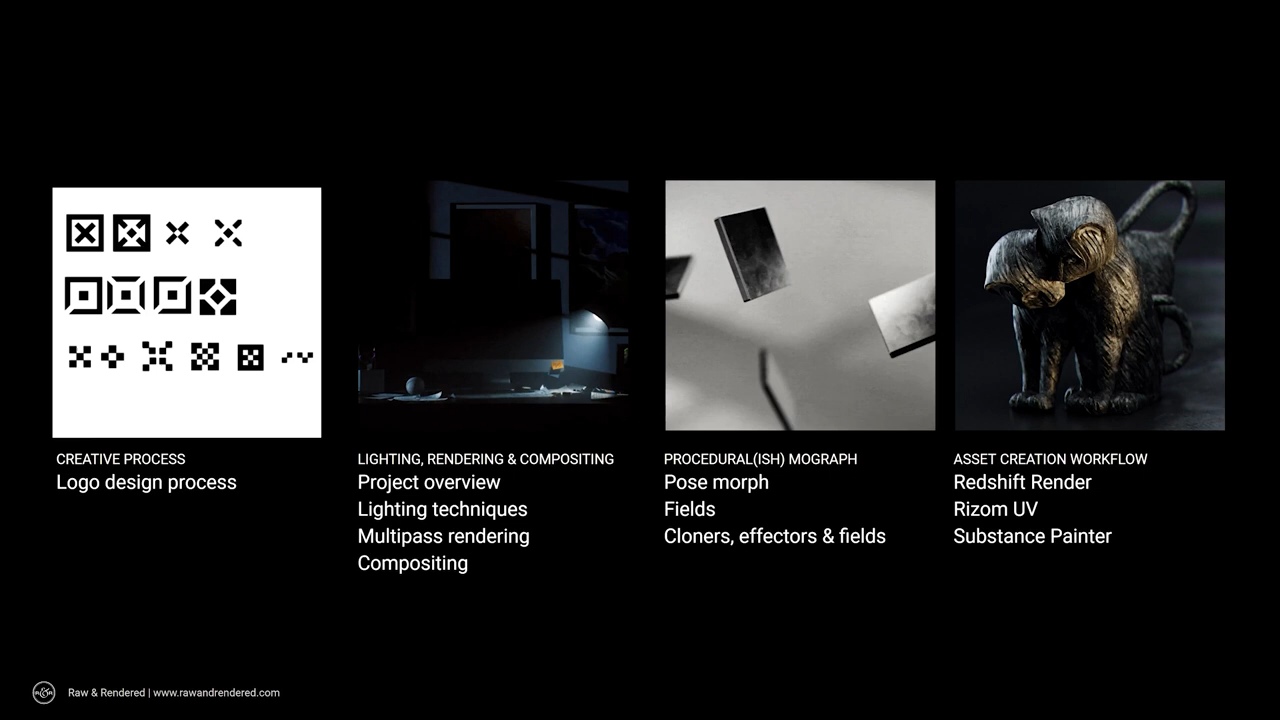 CREATIVE PROCESS
Logo design process
LIGHTING, RENDERING & COMPOSITING
Project overview
Lighting techniques
Multipass rendering
Compositing
PROCEDURAL(ISH) MOGRAPH
Pose morph
Fields
Cloners, effectors & fields
ASSET CREATION WORKFLOW
Redshift Render
Rizom UV
Substance Painter
R&R
Raw & Rendered | www.rawandrendered.com